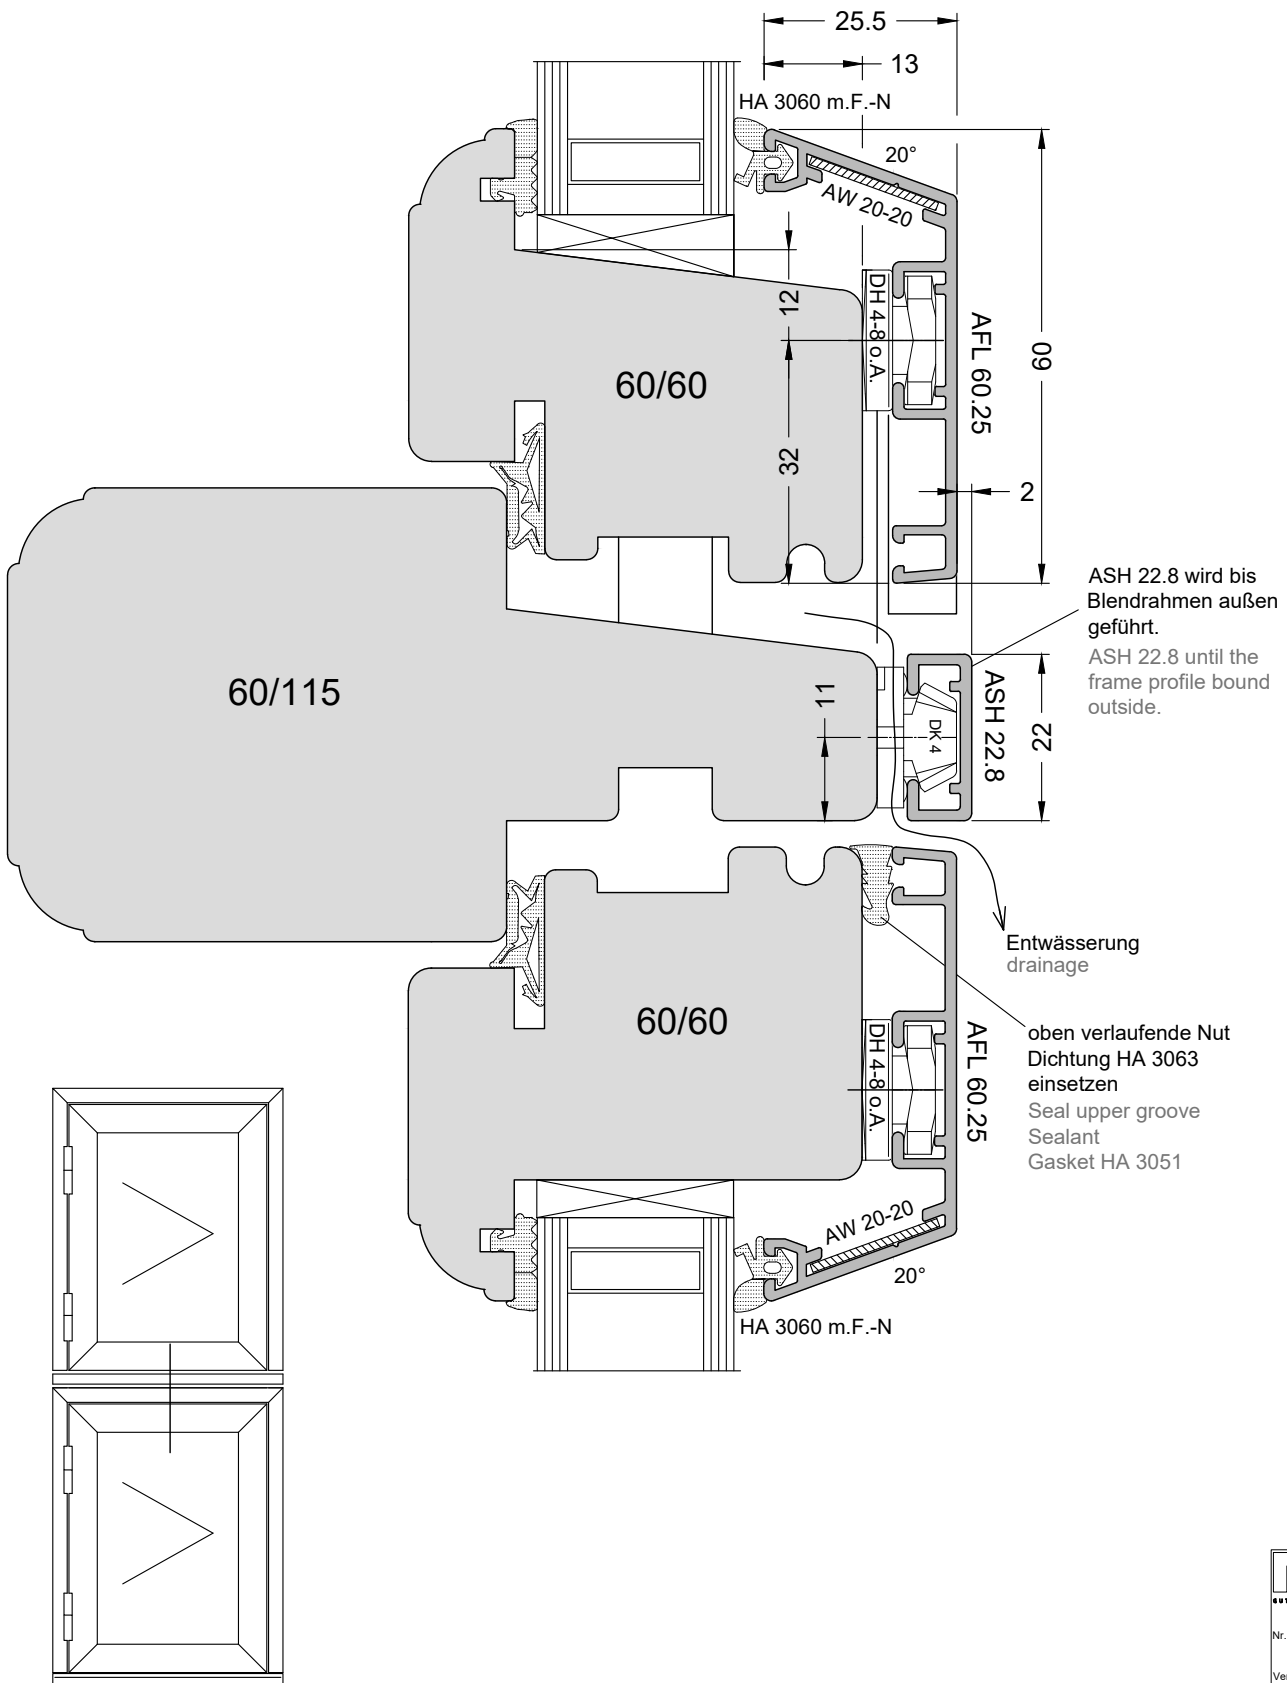 25.5
13
HA 3060 m.F.-N
20°
AW 20-20
12
DH 4-8 o.A.
AFL 60.25
60
60/60
32
2
ASH 22.8 wird bis
Blendrahmen außen
geführt.
ASH 22.8 until the
frame profile bound
outside.
60/115
11
DK 4
ASH 22.8
22
Entwässerung
drainage
60/60
DH 4-8 o.A.
AFL 60.25
oben verlaufende Nut
Dichtung HA 3063
einsetzen
Seal upper groove
Sealant
Gasket HA 3051
AW 20-20
20°
HA 3060 m.F.-N
Nr.